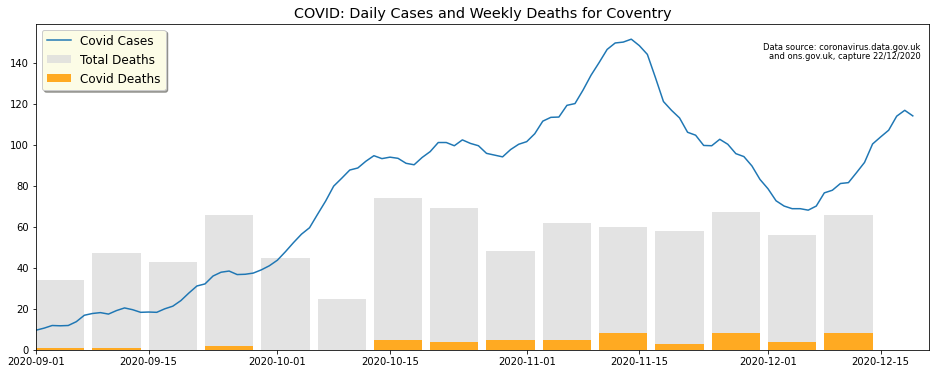 COVID: Daily Cases and Weekly Deaths for Coventry
Covid Cases
Total Deaths
Covid Deaths
Data source: coronavirus.data.gov.uk
and ons.gov.uk, capture 22/12/2020
140
120
100
80
60
40
20
0
2020-09-01
2020-09-15
2020-10-01
2020-10-15
2020-11-01
2020-11-15
2020-12-01
2020-12-15